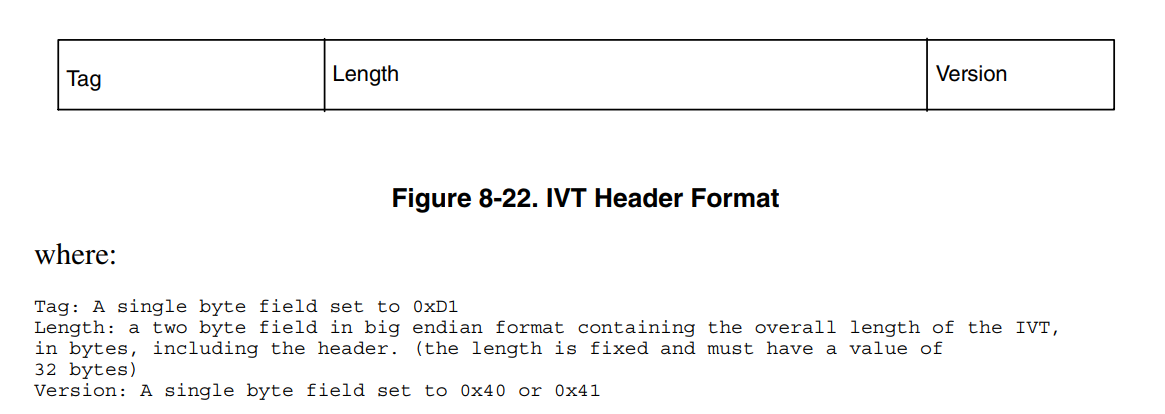 Tag
Length
Version
Figure 8-22. IVT Header Format
where:
Tag: A single byte field set to 0xD1
Length: a two byte field in big endian format containing the overall length of the IVT,
in bytes, including the header. (the length is fixed and must have a value of
32 bytes)
Version: A single byte field set to 0x40 or 0x41